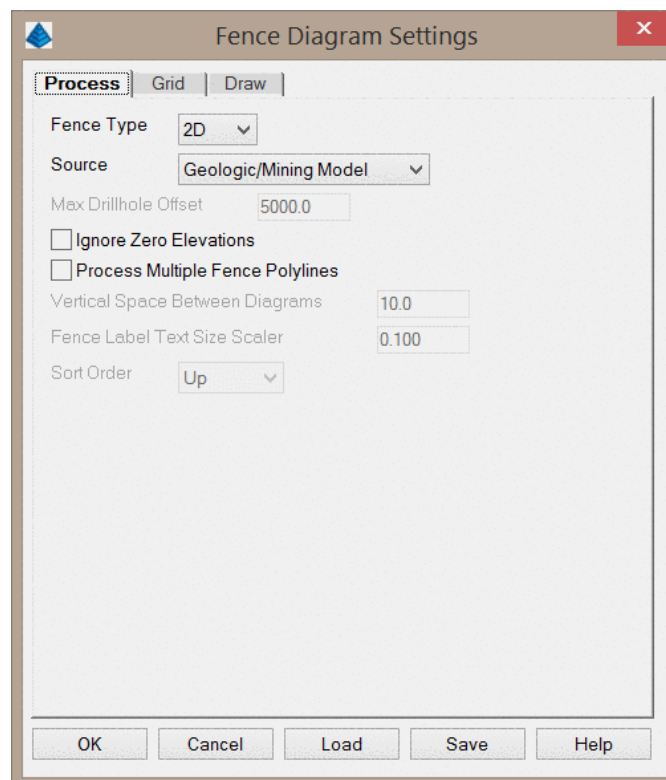 Fence Diagram Settings
Process Grid Draw
Fence Type 2D
Source Geologic/Mining Model
Max Drillhole Offset 5000.0
Ignore Zero Elevations
Process Multiple Fence Polylines
Vertical Space Between Diagrams 10.0
Fence Label Text Size Scaler 0.100
Sort Order Up
OK Cancel Load Save Help